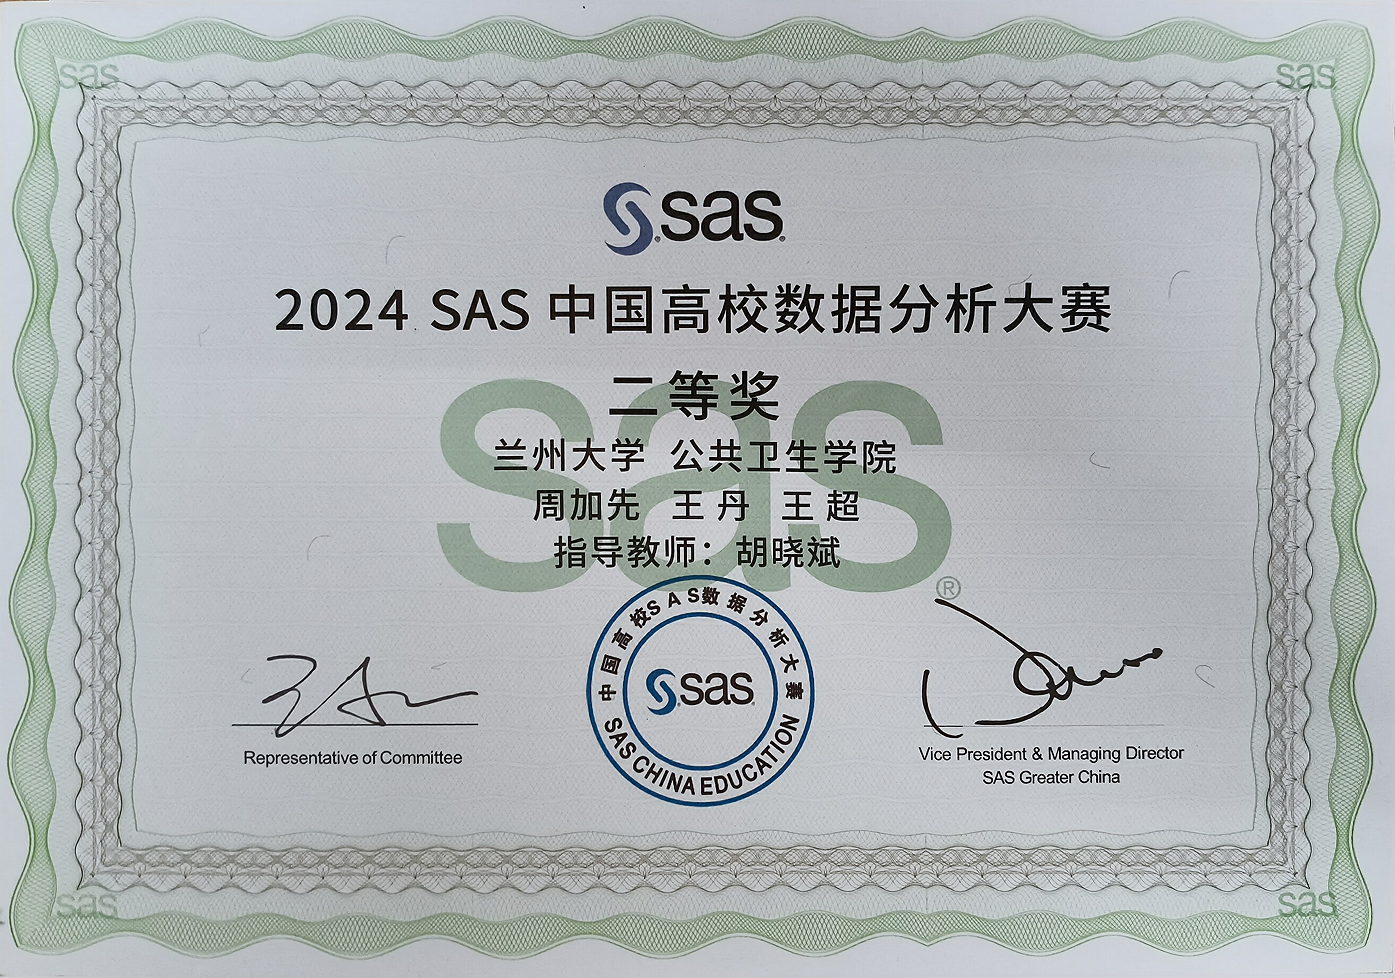 sas
sas
sas
2024 SAS 中国高校数据分析大赛
sas
二等奖
兰州大学 公共卫生学院
周加先 王丹 王超
指导教师：胡晓斌
中国高校SAS数据分析大赛
sas
SAS CHINA EDUCATION
Representative of Committee
Vice President & Managing Director
SAS Greater China
sas
sas